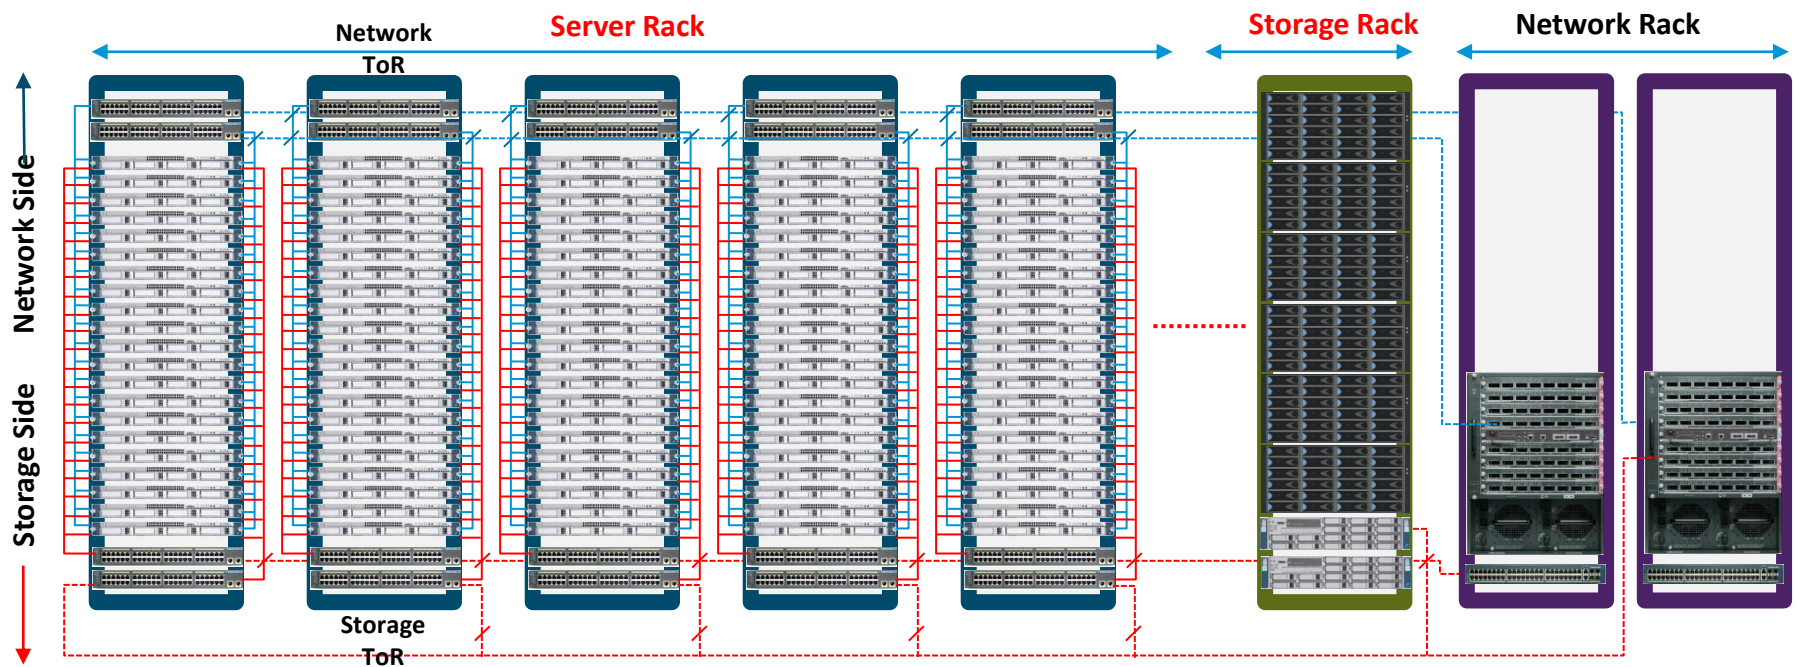 Network
ToR
Server Rack
Storage Rack
Network Rack
Network Side
Storage Side
Storage
ToR